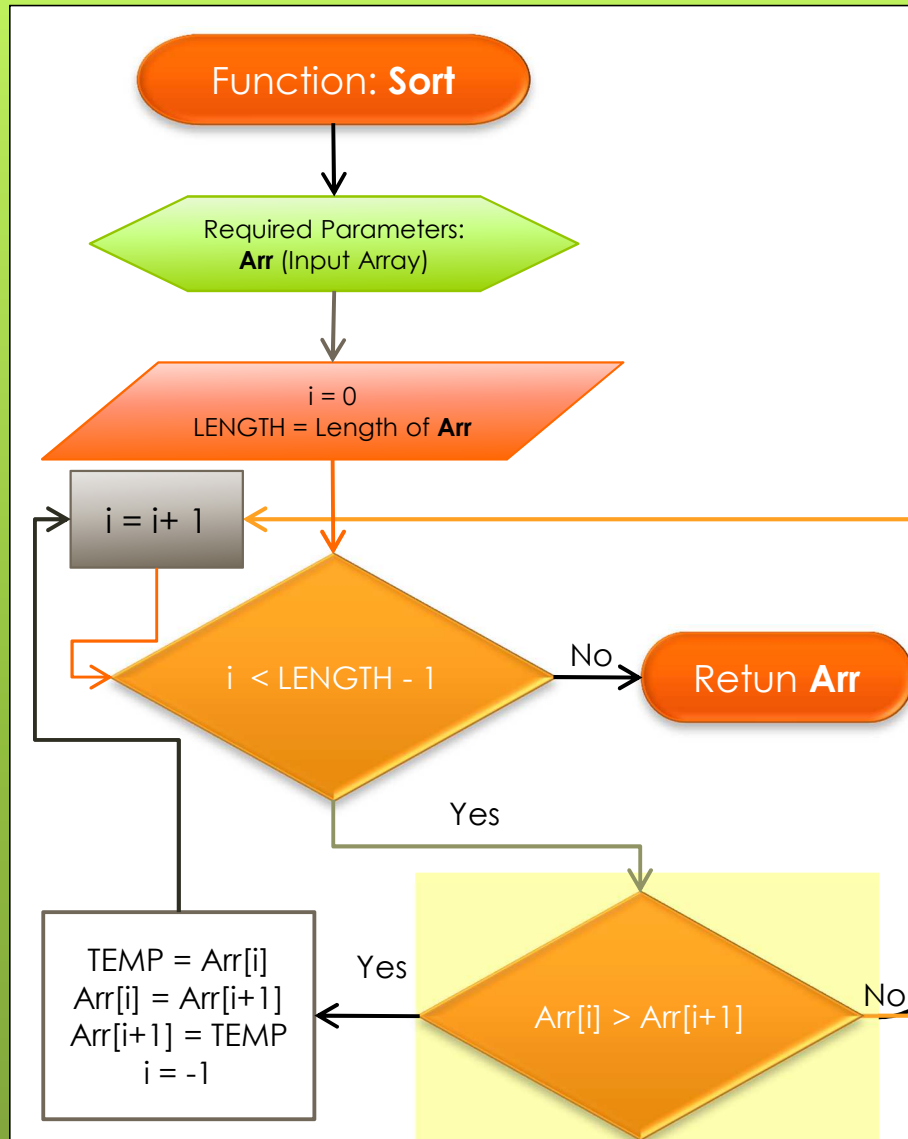 Function: Sort
Required Parameters:
Arr (Input Array)
i = 0
LENGTH = Length of Arr
i = i+ 1
i < LENGTH - 1
No
Retun Arr
Yes
TEMP = Arr[i]
Arr[i] = Arr[i+1]
Arr[i+1] = TEMP
i = -1
Yes
Arr[i] > Arr[i+1]
No